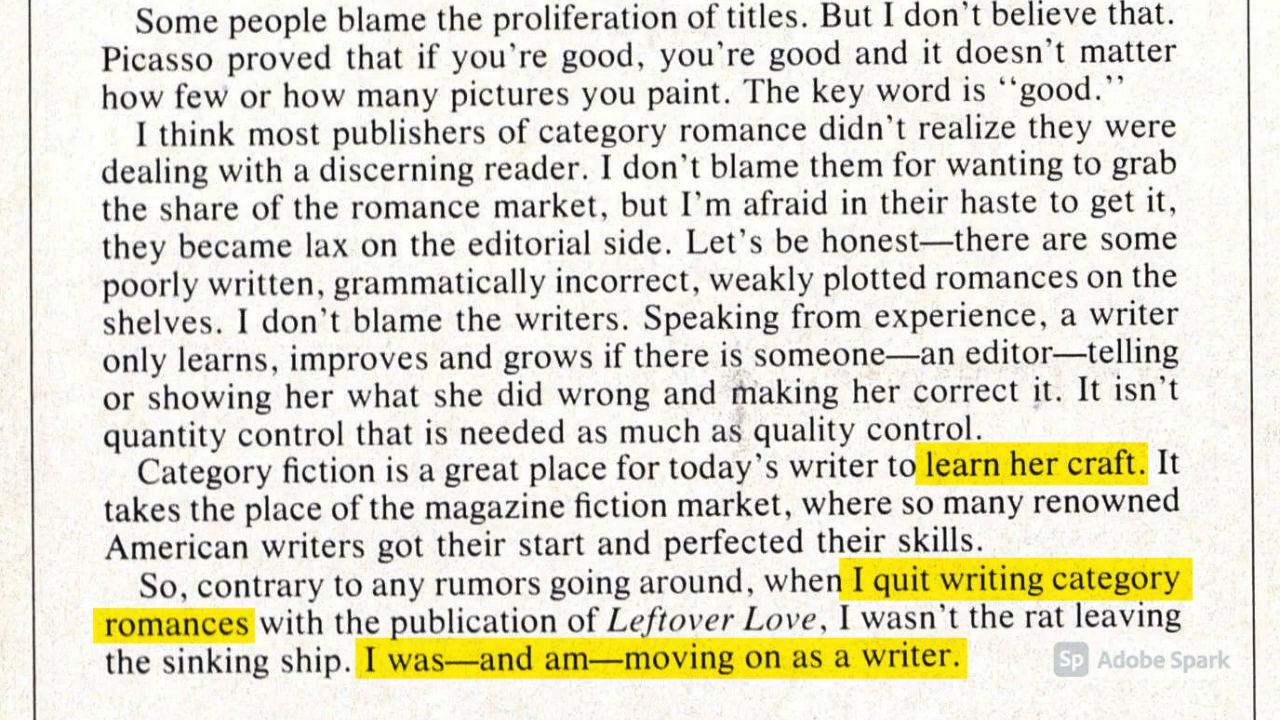 Some people blame the proliferation of titles. But I don't believe that.
Picasso proved that if you're good, you're good and it doesn't matter
how few or how many pictures you paint. The key word is ‘‘good.’’
I think most publishers of category romance didn't realize they were
dealing with a discerning reader. I don't blame them for wanting to grab
the share of the romance market, but I'm afraid in their haste to get it,
they became lax on the editorial side. Let's be honest—there are some
poorly written, grammatically incorrect, weakly plotted romances on the
shelves. I don't blame the writers. Speaking from experience, a writer
only learns, improves and grows if there is someone—an editor—telling
or showing her what she did wrong and making her correct it. It isn't
quantity control that is needed as much as quality control.
Category fiction is a great place for today's writer to learn her craft. It
takes the place of the magazine fiction market, where so many renowned
American writers got their start and perfected their skills.
So, contrary to any rumors going around, when I quit writing category
romances with the publication of Leftover Love, I wasn't the rat leaving
the sinking ship. I was—and am—moving on as a writer.
Sp Adobe Spark